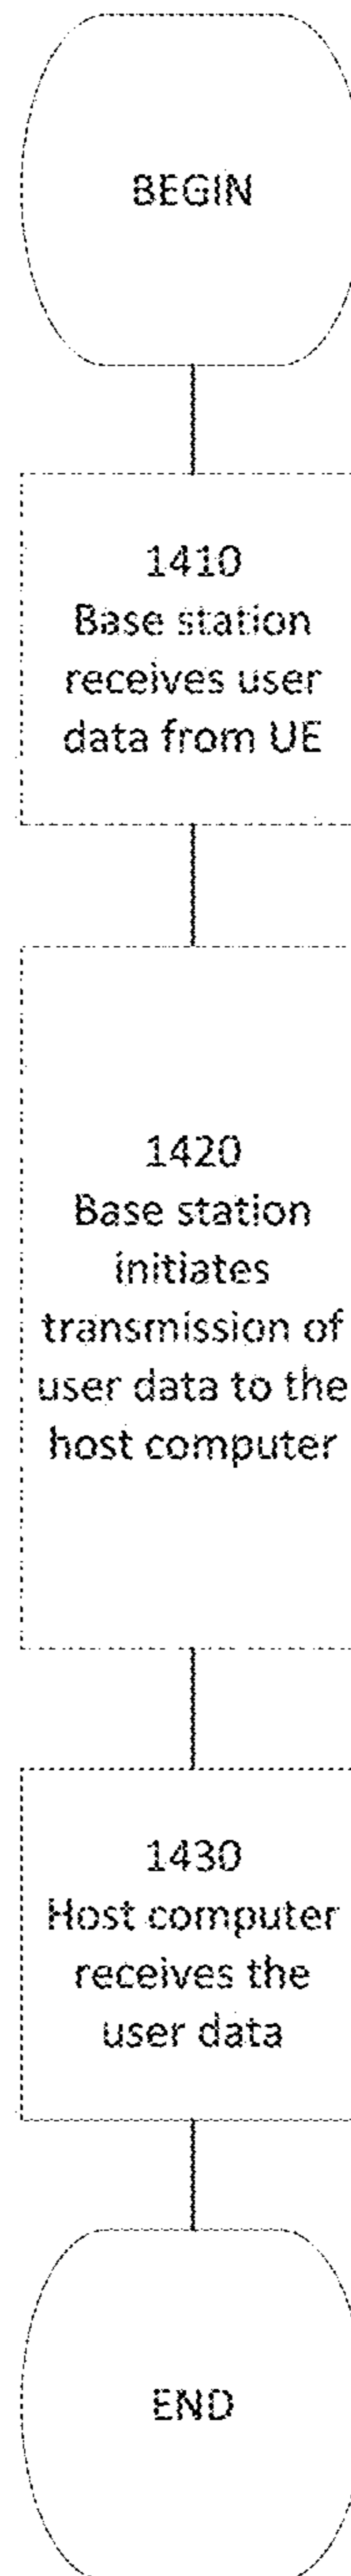 BEGIN
1410
Base station
receives user
data from UE
1420
Base station
initiates
transmission of
user data to the
host computer
1430
Host computer
receives the
user data
END